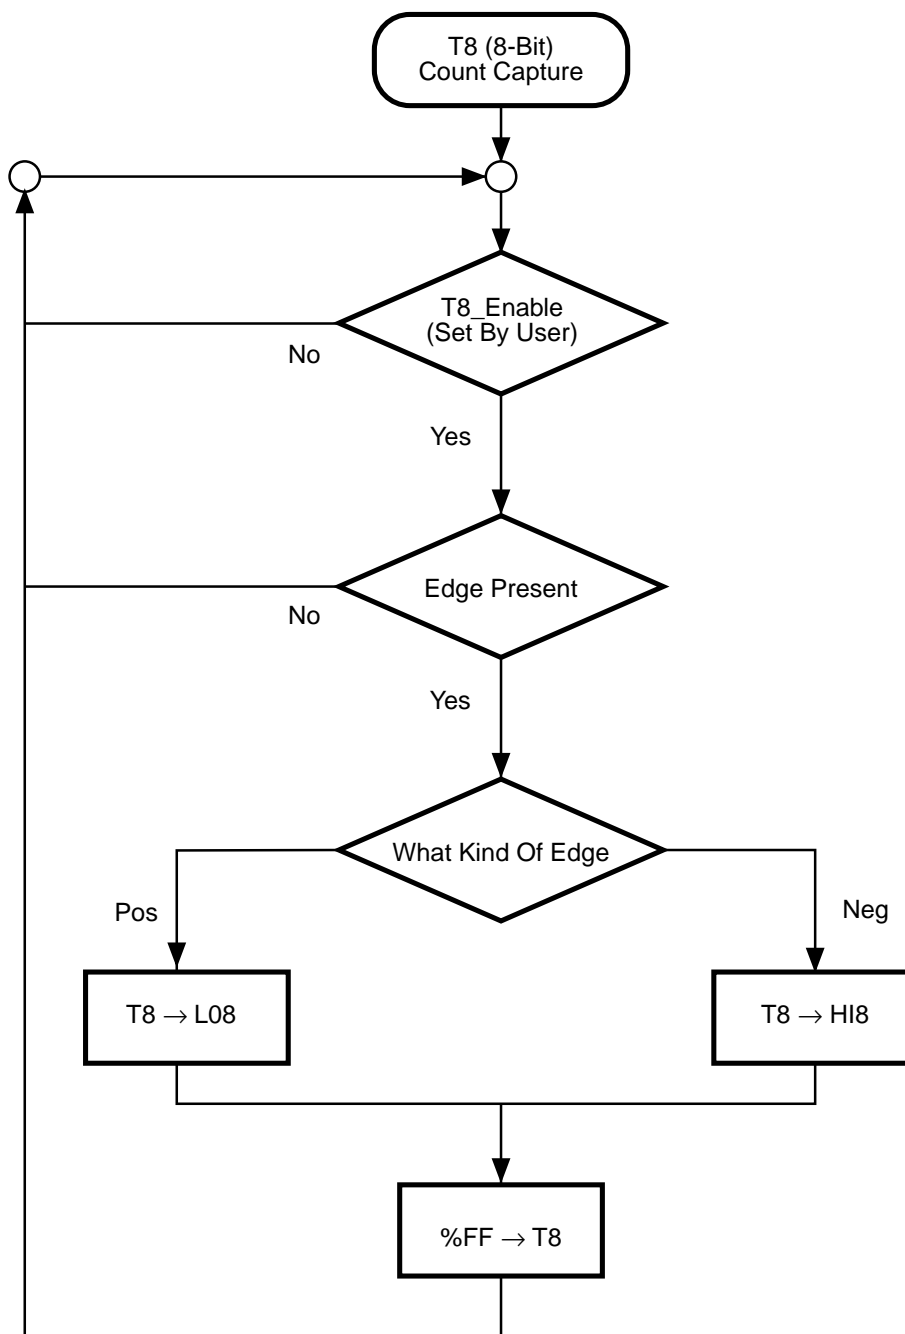 T8 (8-Bit)
Count Capture
T8_Enable
(Set By User)
No
Yes
Edge Present
No
Yes
What Kind Of Edge
Pos
Neg
T8 → L08
T8 → HI8
%FF → T8